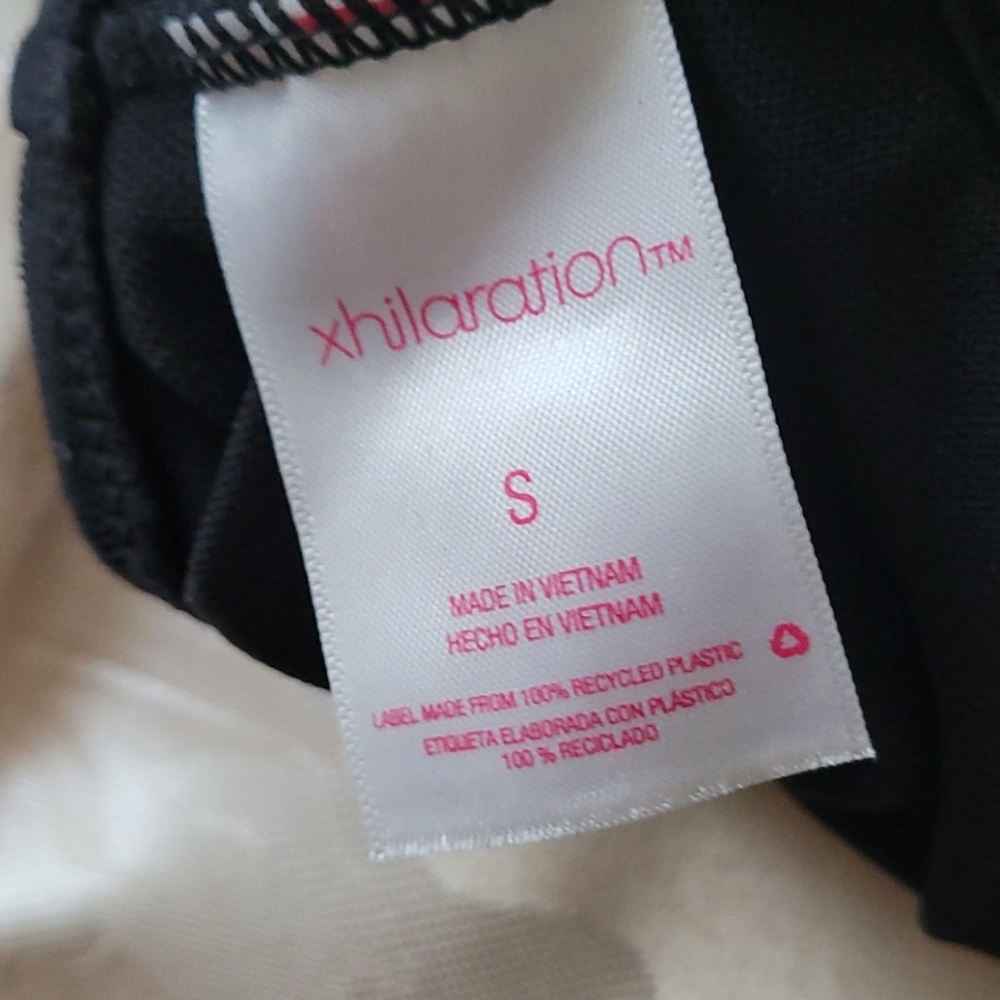 xhilaration™
S
MADE IN VIETNAM
HECHO EN VIETNAM
LABEL MADE FROM 100% RECYCLED PLASTIC
ETIQUETA ELABORADA CON PLÁSTICO
100 % RECICLADO